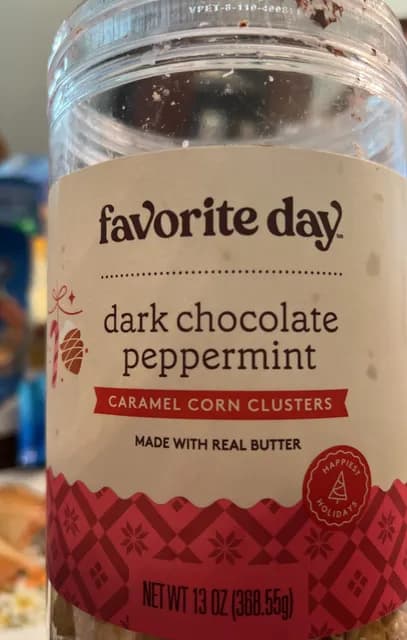 favorite day™
dark chocolate
peppermint
CARAMEL CORN CLUSTERS
MADE WITH REAL BUTTER
HAPPIEST
HOLIDAYS
NET WT 13 OZ (368.55g)